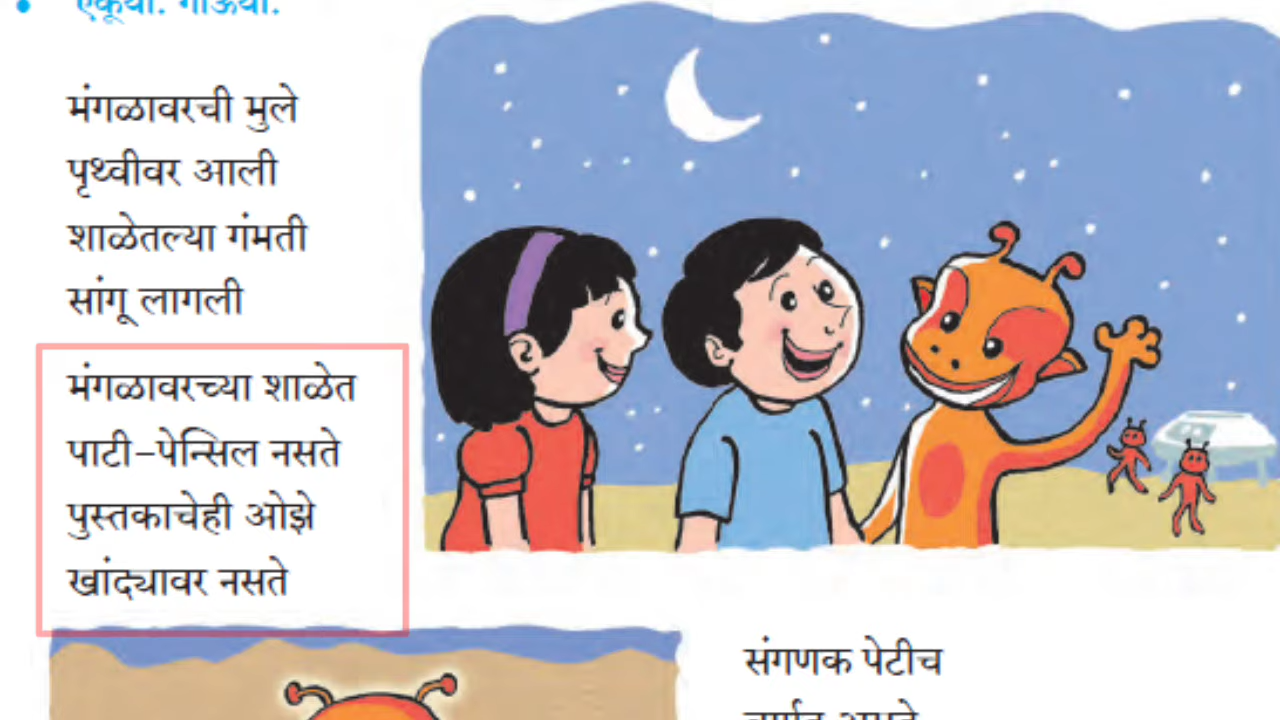 मंगळावरची मुले
पृथ्वीवर आली
शाळेतल्या गंमती
सांगू लागली
मंगळावरच्या शाळेत
पाटी-पेन्सिल नसते
पुस्तकाचेही ओझे
खांद्यावर नसते
संगणक पेटीच